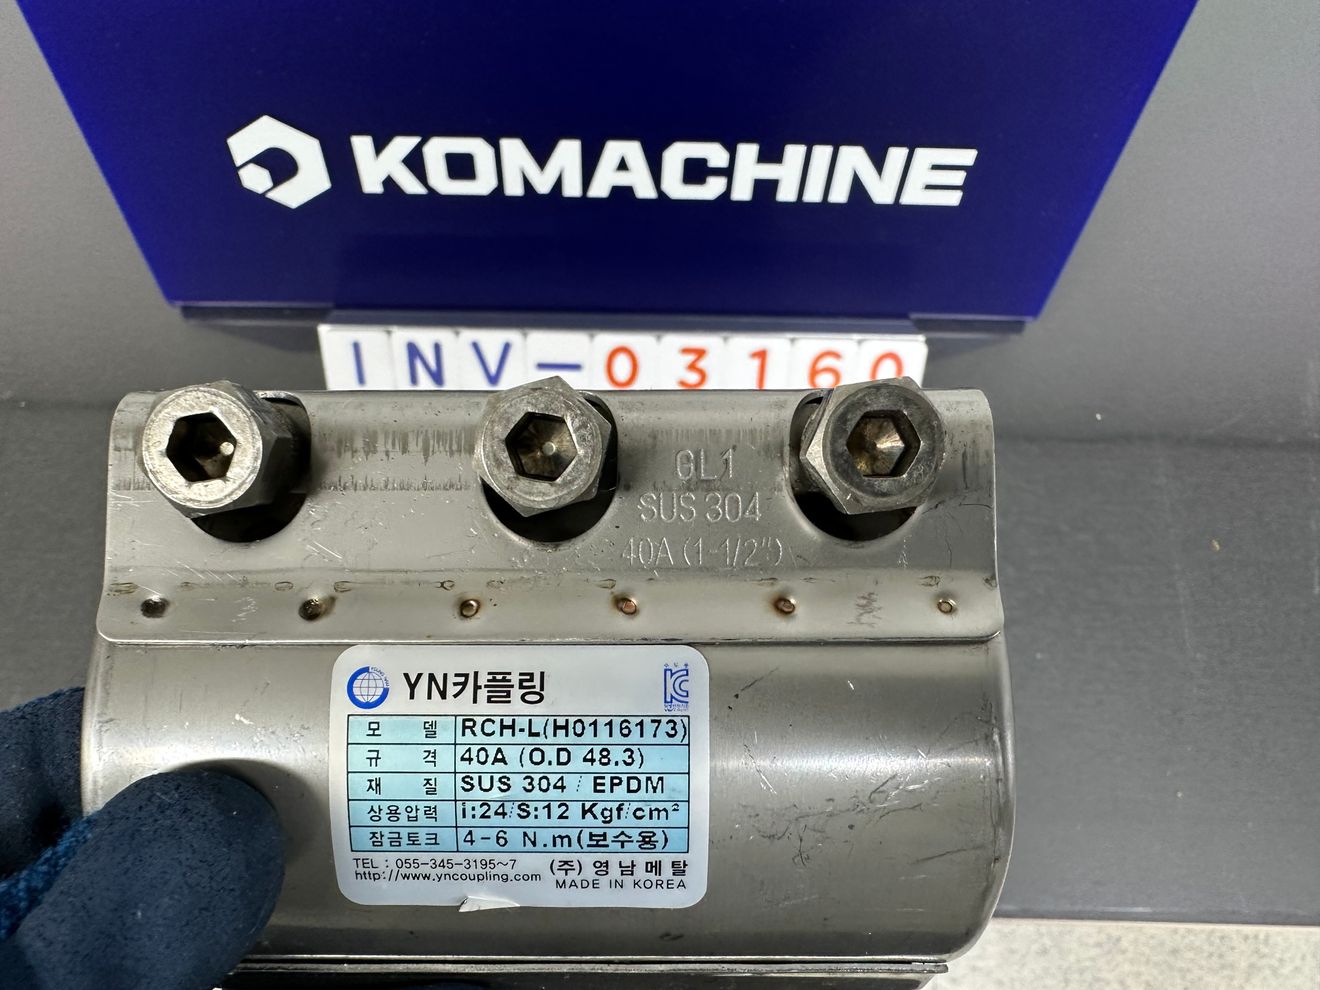 KOMACHINE
INV-03160
GL1
SUS 304
40A (1-1/2")
YN카플링
KC
모 델 RCH-L(H0116173)
규 격 40A (O.D 48.3)
재 질 SUS 304 / EPDM
상용압력 i:24/S:12 Kgf/cm²
잠금토크 4-6 N.m(보수용)
TEL : 055-345-3195~7 (주) 영남메탈
http://www.yncoupling.com MADE IN KOREA